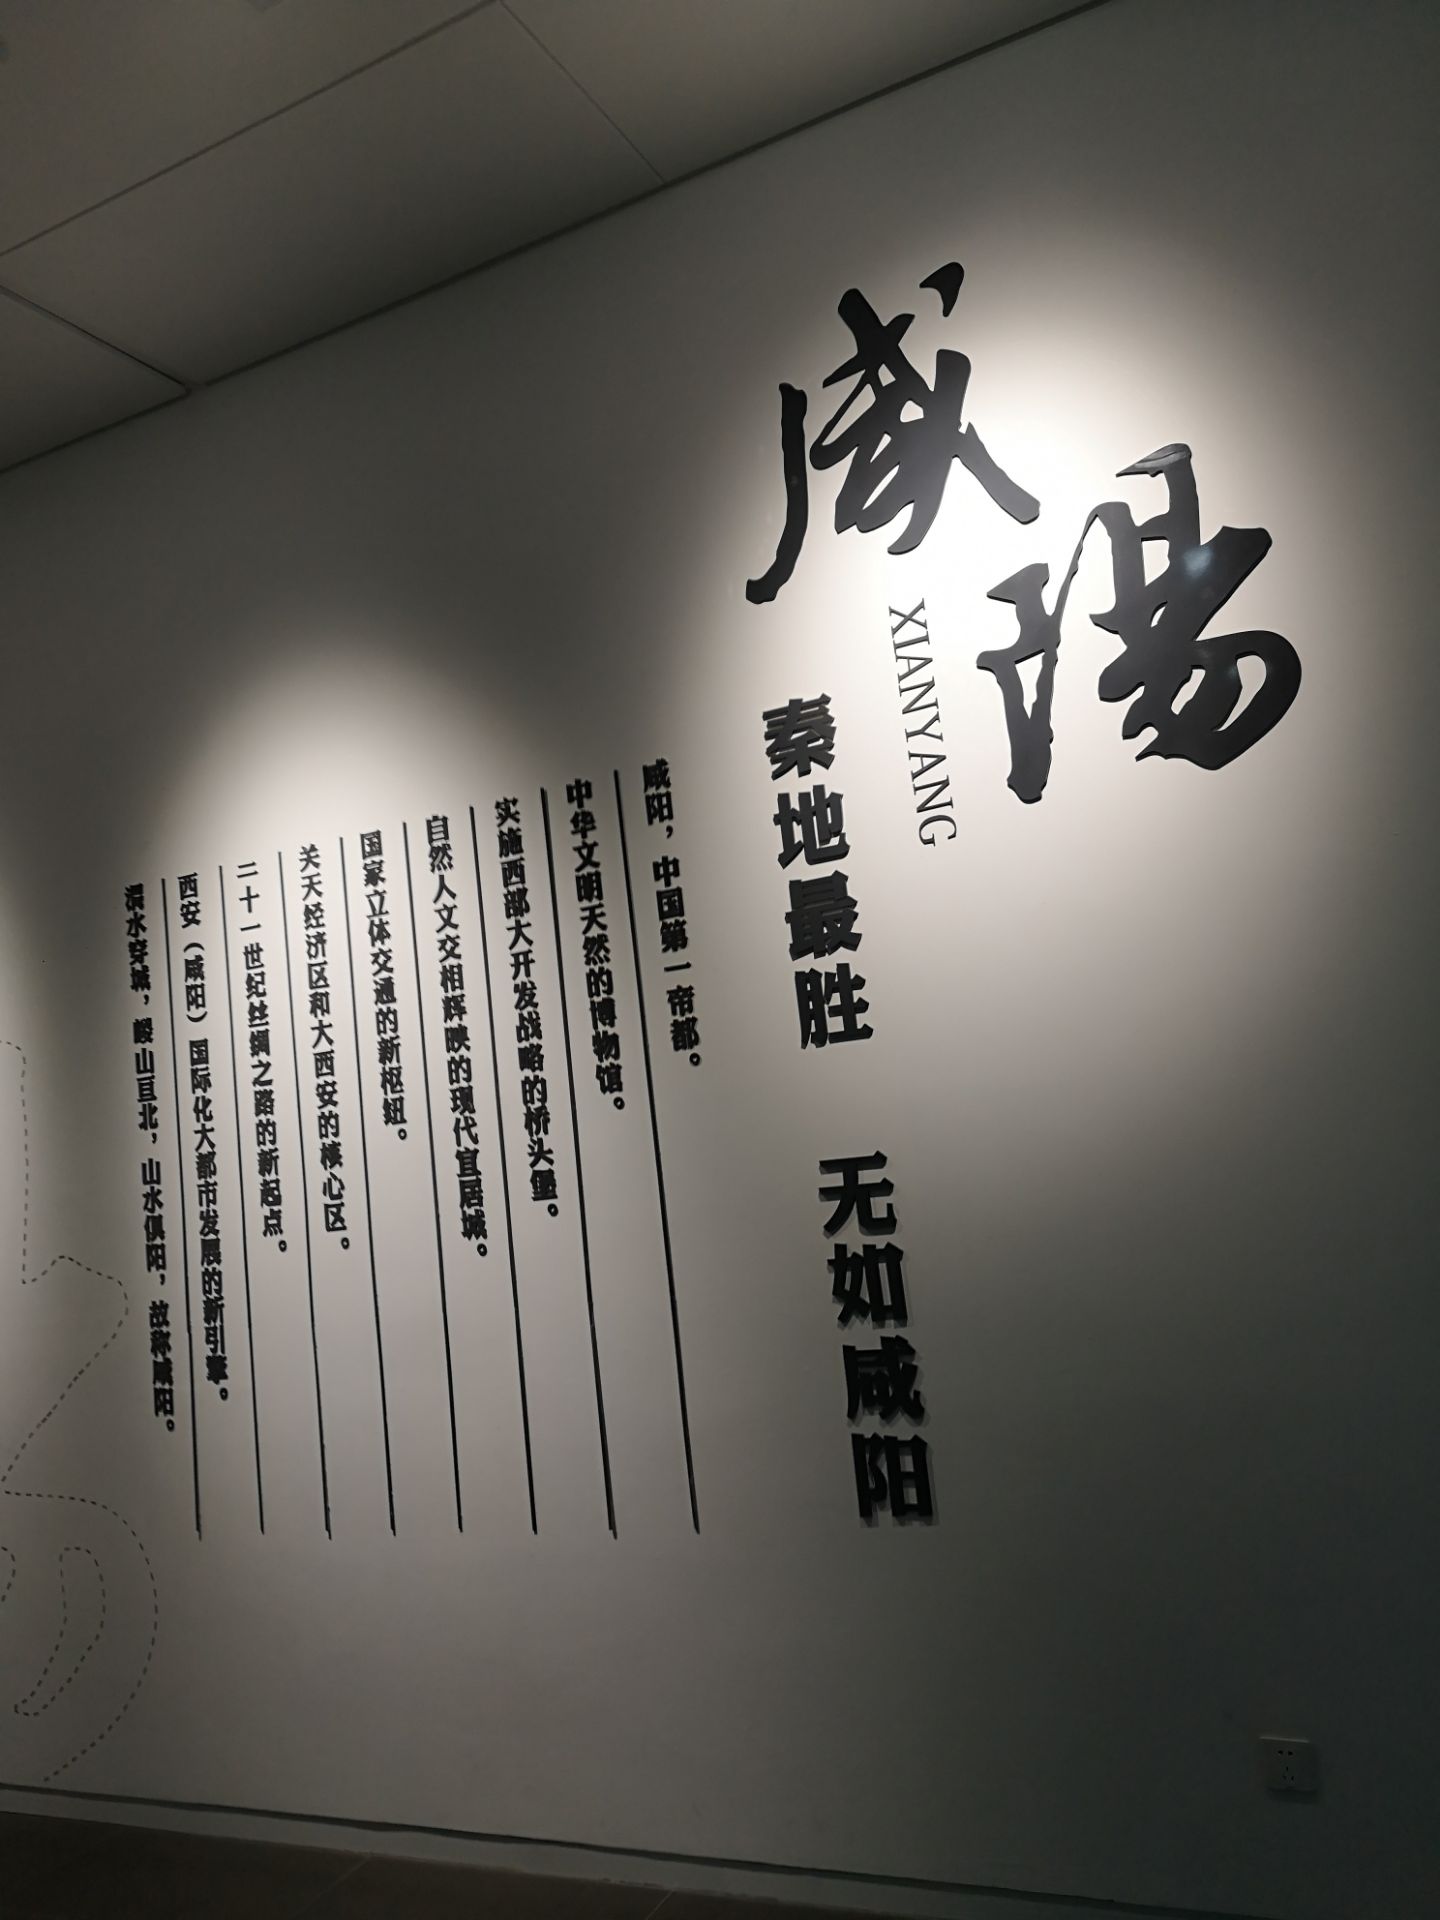 咸陽
XIANYANG
秦地最胜 无如咸阳
咸阳，中国第一帝都。
中华文明天然的博物馆。
实施西部大开发战略的桥头堡。
自然人文交相辉映的现代宜居城。
国家立体交通的新枢纽。
关天经济区和大西安的核心区。
二十一世纪丝绸之路的新起点。
西安（咸阳）国际化大都市发展的新引擎。
渭水穿城，嵕山亘北，山水俱阳，故称咸阳。